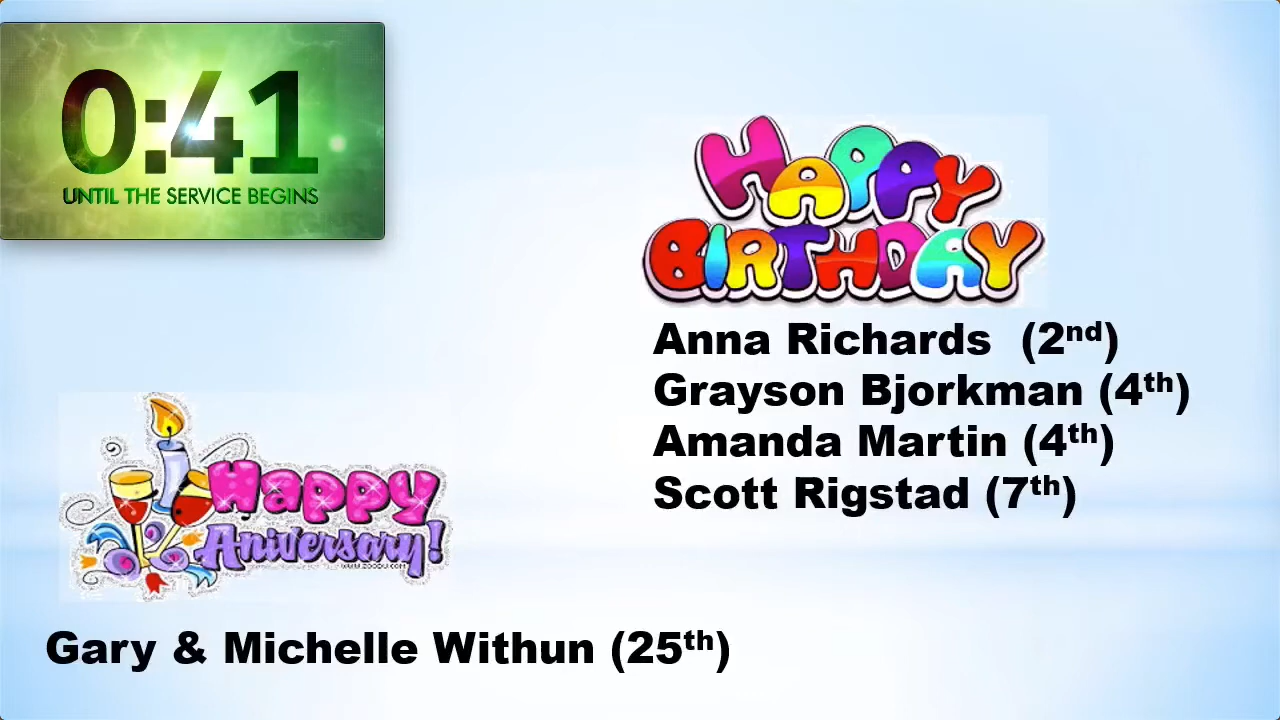 0:41
UNTIL THE SERVICE BEGINS
HAPPY
BIRTHDAY
Anna Richards (2nd)
Grayson Bjorkman (4th)
Amanda Martin (4th)
Scott Rigstad (7th)
Happy
Aniversary!
Gary & Michelle Withun (25th)